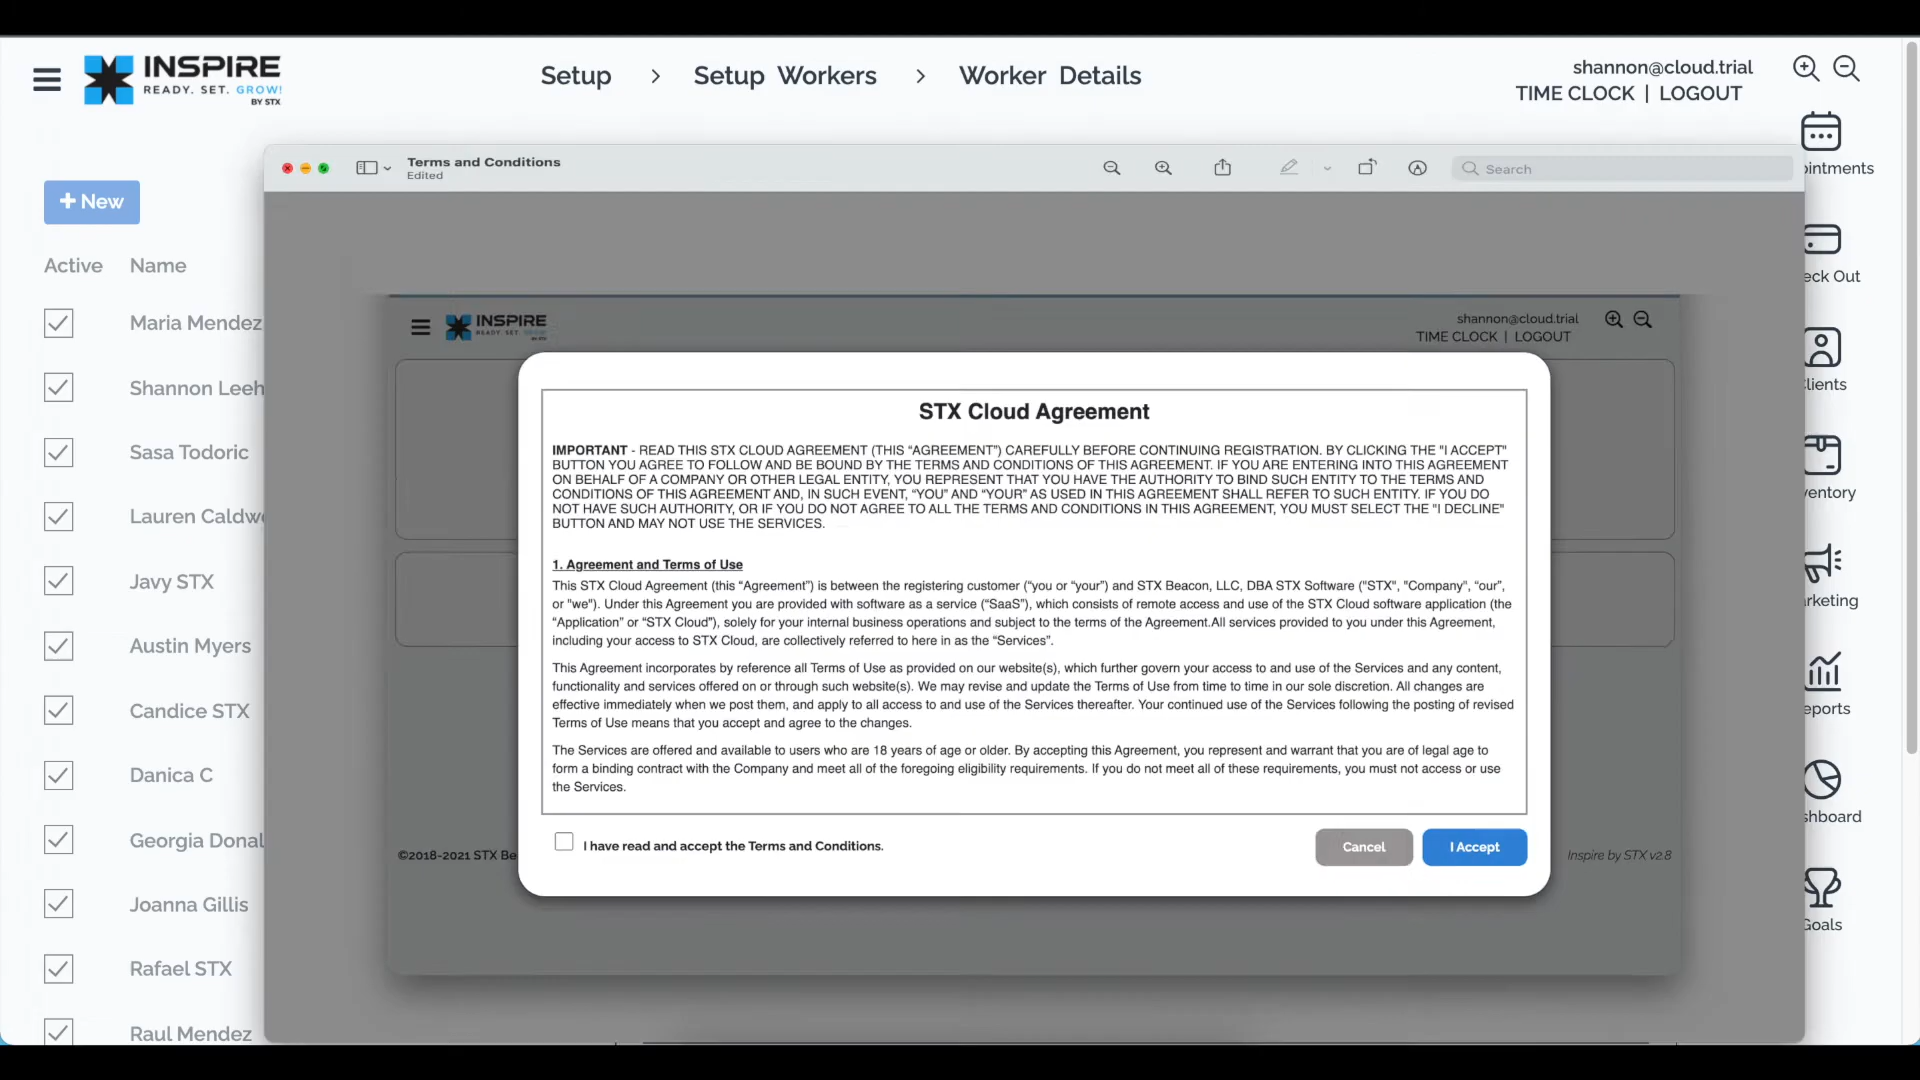 INSPIRE
READY. SET. GROW!
BY STX
Setup > Setup Workers > Worker Details
shannon@cloud.trial
TIME CLOCK | LOGOUT
+ New
Active Name
Maria Mendez
Shannon Leeh
Sasa Todoric
Lauren Caldw
Javy STX
Austin Myers
Candice STX
Danica C
Georgia Donal
Joanna Gillis
Rafael STX
Raul Mendez
Terms and Conditions
Edited
Search
INSPIRE
READY. SET. GROW!
BY STX
shannon@cloud.trial
TIME CLOCK | LOGOUT
STX Cloud Agreement
IMPORTANT - READ THIS STX CLOUD AGREEMENT (THIS “AGREEMENT”) CAREFULLY BEFORE CONTINUING REGISTRATION. BY CLICKING THE "I ACCEPT"
BUTTON YOU AGREE TO FOLLOW AND BE BOUND BY THE TERMS AND CONDITIONS OF THIS AGREEMENT. IF YOU ARE ENTERING INTO THIS AGREEMENT
ON BEHALF OF A COMPANY OR OTHER LEGAL ENTITY, YOU REPRESENT THAT YOU HAVE THE AUTHORITY TO BIND SUCH ENTITY TO THE TERMS AND
CONDITIONS OF THIS AGREEMENT AND, IN SUCH EVENT, “YOU” AND “YOUR” AS USED IN THIS AGREEMENT SHALL REFER TO SUCH ENTITY. IF YOU DO
NOT HAVE SUCH AUTHORITY, OR IF YOU DO NOT AGREE TO ALL THE TERMS AND CONDITIONS IN THIS AGREEMENT, YOU MUST SELECT THE "I DECLINE"
BUTTON AND MAY NOT USE THE SERVICES.
1. Agreement and Terms of Use
This STX Cloud Agreement (this “Agreement”) is between the registering customer (“you or “your”) and STX Beacon, LLC, DBA STX Software ("STX", "Company", “our”,
or "we"). Under this Agreement you are provided with software as a service (“SaaS”), which consists of remote access and use of the STX Cloud software application (the
“Application” or “STX Cloud”), solely for your internal business operations and subject to the terms of the Agreement.All services provided to you under this Agreement,
including your access to STX Cloud, are collectively referred to here in as the “Services”.
This Agreement incorporates by reference all Terms of Use as provided on our website(s), which further govern your access to and use of the Services and any content,
functionality and services offered on or through such website(s). We may revise and update the Terms of Use from time to time in our sole discretion. All changes are
effective immediately when we post them, and apply to all access to and use of the Services thereafter. Your continued use of the Services following the posting of revised
Terms of Use means that you accept and agree to the changes.
The Services are offered and available to users who are 18 years of age or older. By accepting this Agreement, you represent and warrant that you are of legal age to
form a binding contract with the Company and meet all of the foregoing eligibility requirements. If you do not meet all of these requirements, you must not access or use
the Services.
I have read and accept the Terms and Conditions.
Cancel
I Accept
©2018-2021 STX Be
Inspire by STX v2.8
ointments
eck Out
lients
ventory
rketing
eports
shboard
Goals